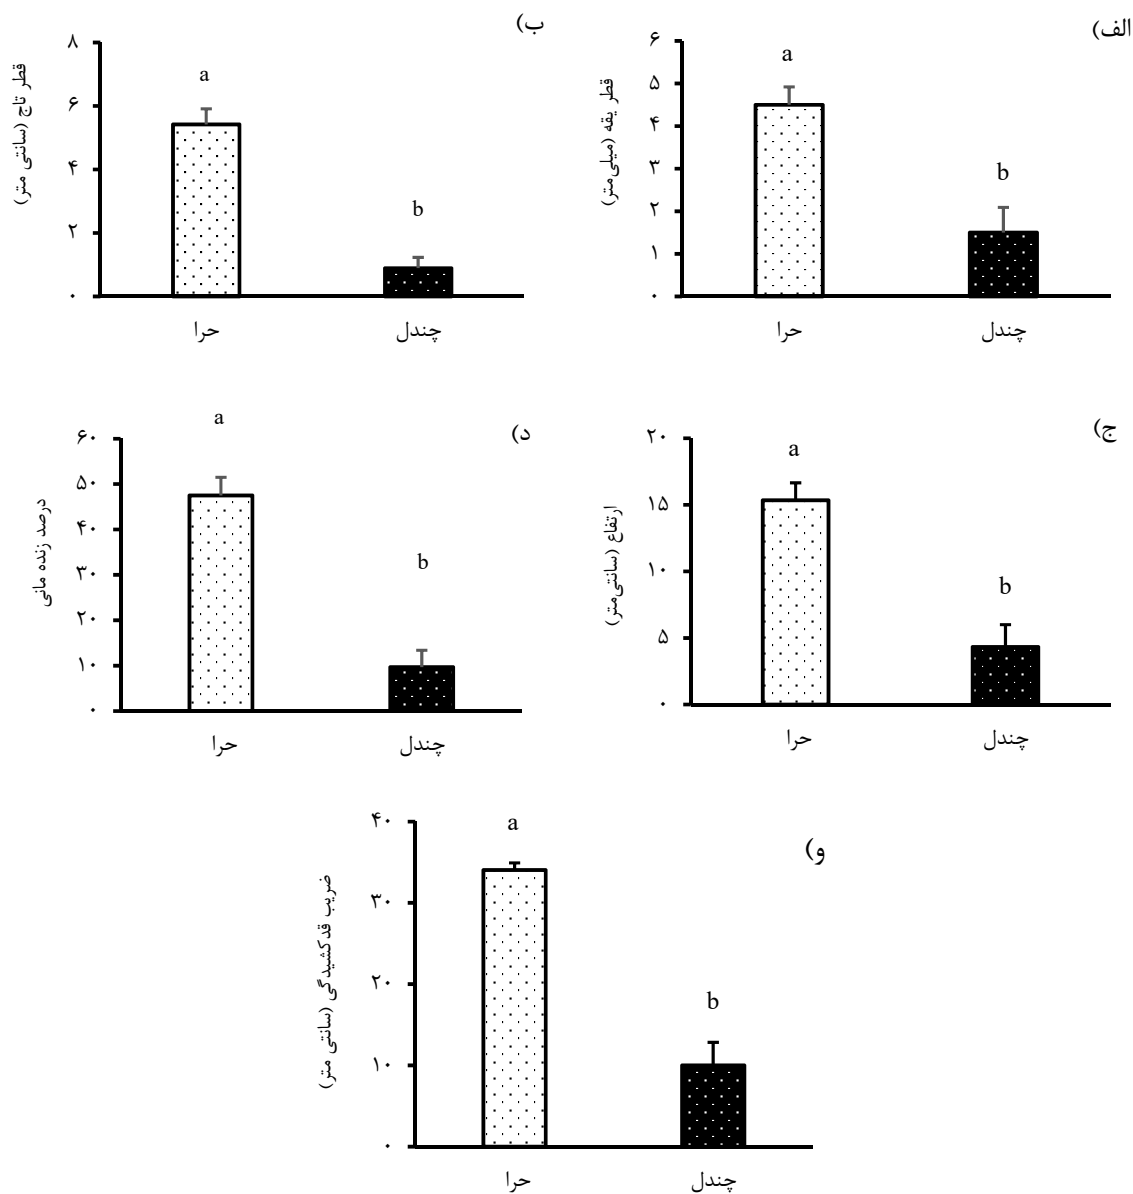 الف)
قطر یقه (میلی‌متر)
۶
۵
۴
۳
۲
۱
۰
a
b
حرا
چندل
ب)
قطر تاج (سانتی متر)
۸
۶
۴
۲
۰
a
b
حرا
چندل
ج)
ارتفاع (سانتی‌متر)
۲۰
۱۵
۱۰
۵
۰
a
b
حرا
چندل
د)
درصد زنده مانی
۶۰
۵۰
۴۰
۳۰
۲۰
۱۰
۰
a
b
حرا
چندل
و)
ضریب قدکشیدگی (سانتی متر)
۴۰
۳۰
۲۰
۱۰
۰
a
b
حرا
چندل